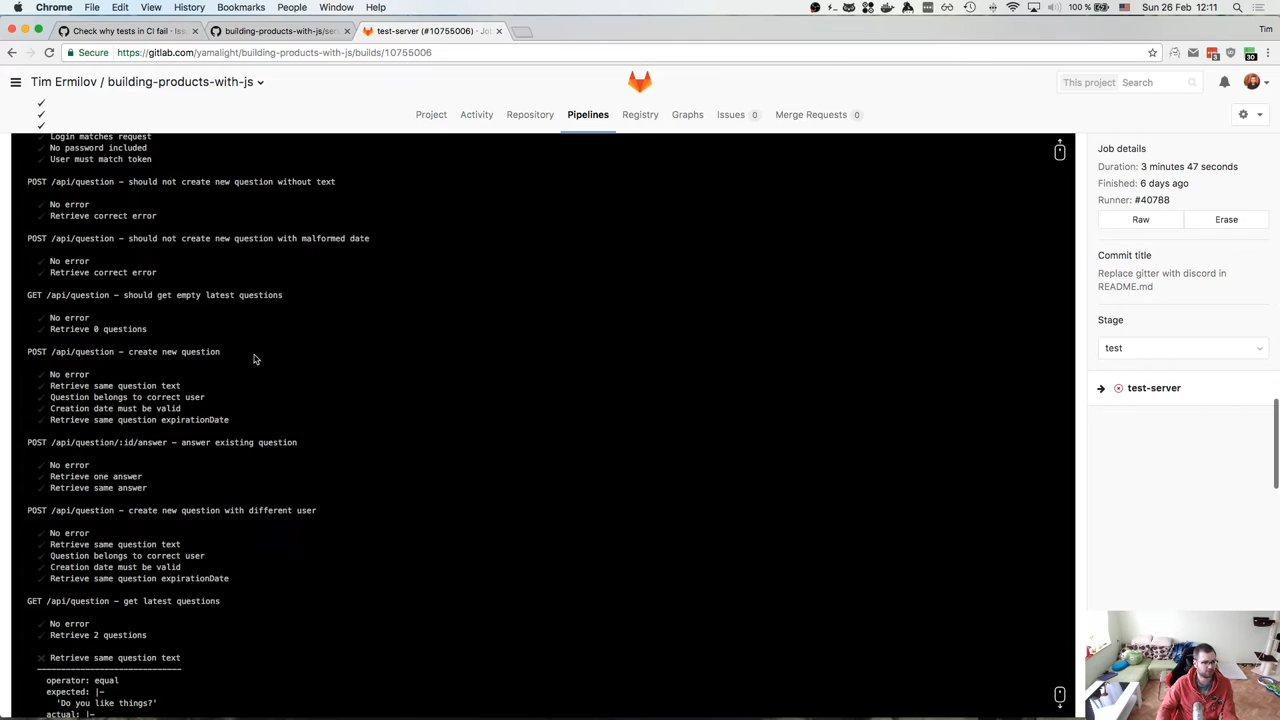 Chrome File Edit View History Bookmarks People Window Help
100 % Sun 26 Feb 12:11
Check why tests in CI fail · Issu
building-products-with-js/ser
test-server (#10755006) · Job
Tim
Secure https://gitlab.com/yamalight/building-products-with-js/builds/10755006
3
30
Tim Ermilov / building-products-with-js
This project Search
Project Activity Repository Pipelines Registry Graphs Issues 0 Merge Requests 0
✓
✓
✓
✓ Login matches request
✓ No password included
✓ User must match token
POST /api/question – should not create new question without text
✓ No error
✓ Retrieve correct error
POST /api/question – should not create new question with malformed date
✓ No error
✓ Retrieve correct error
GET /api/question – should get empty latest questions
✓ No error
✓ Retrieve 0 questions
POST /api/question – create new question
✓ No error
✓ Retrieve same question text
✓ Question belongs to correct user
✓ Creation date must be valid
✓ Retrieve same question expirationDate
POST /api/question/:id/answer – answer existing question
✓ No error
✓ Retrieve one answer
✓ Retrieve same answer
POST /api/question – create new question with different user
✓ No error
✓ Retrieve same question text
✓ Question belongs to correct user
✓ Creation date must be valid
✓ Retrieve same question expirationDate
GET /api/question – get latest questions
✓ No error
✓ Retrieve 2 questions
✕ Retrieve same question text
operator: equal
expected: |-
'Do you like things?'
actual: |-
Job details
Duration: 3 minutes 47 seconds
Finished: 6 days ago
Runner: #40788
Raw Erase
Commit title
Replace gitter with discord in
README.md
Stage
test
test-server